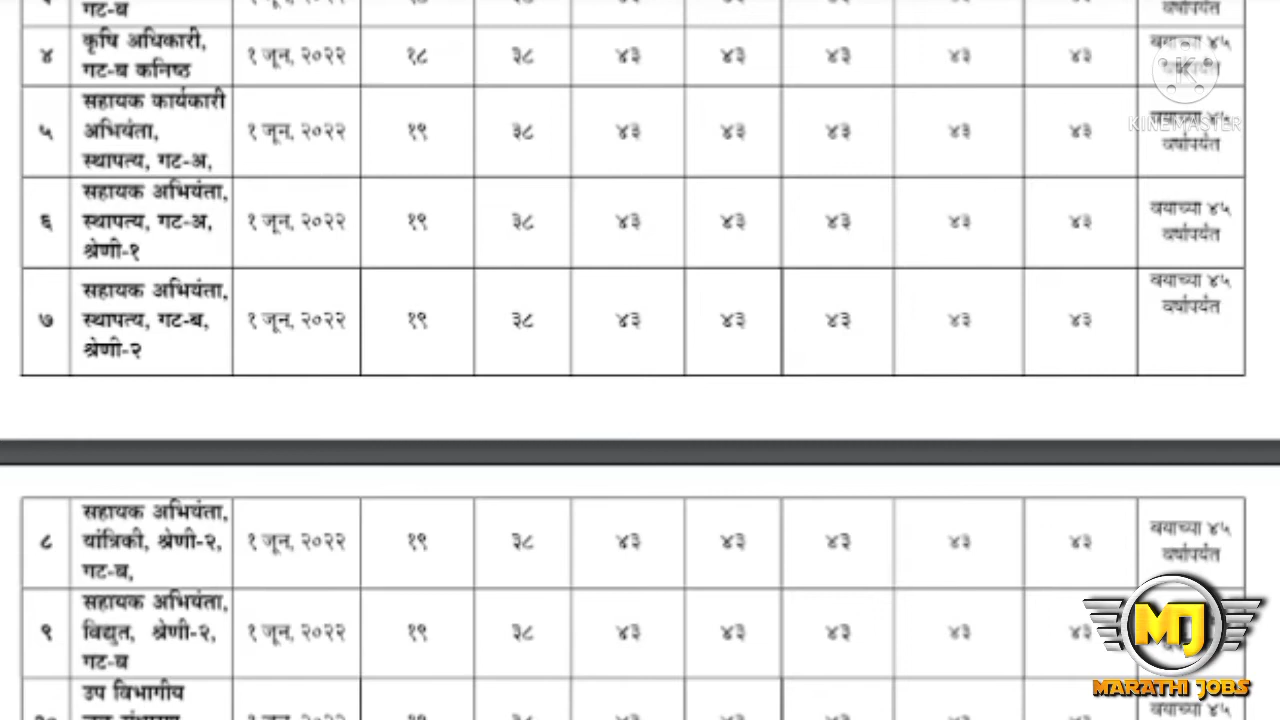 गट-ब
वर्षापर्यंत
४ कृषि अधिकारी, गट-ब कनिष्ठ १ जून, २०२२ १८ ३८ ४३ ४३ ४३ ४३ ४३ वयाच्या ४५ वर्षापर्यंत
KINEMASTER
५ सहायक कार्यकारी अभियंता, स्थापत्य, गट-अ, १ जून, २०२२ १९ ३८ ४३ ४३ ४३ ४३ ४३ वयाच्या ४५ वर्षापर्यंत
६ सहायक अभियंता, स्थापत्य, गट-अ, श्रेणी-१ १ जून, २०२२ १९ ३८ ४३ ४३ ४३ ४३ ४३ वयाच्या ४५ वर्षापर्यंत
७ सहायक अभियंता, स्थापत्य, गट-ब, श्रेणी-२ १ जून, २०२२ १९ ३८ ४३ ४३ ४३ ४३ ४३ वयाच्या ४५ वर्षापर्यंत
८ सहायक अभियंता, यांत्रिकी, श्रेणी-२, गट-ब, १ जून, २०२२ १९ ३८ ४३ ४३ ४३ ४३ ४३ वयाच्या ४५ वर्षापर्यंत
९ सहायक अभियंता, विद्युत, श्रेणी-२, गट-ब १ जून, २०२२ १९ ३८ ४३ ४३ ४३ ४३ ४३
MJ
MARATHI JOBS
उप विभागीय
वयाच्या ४५